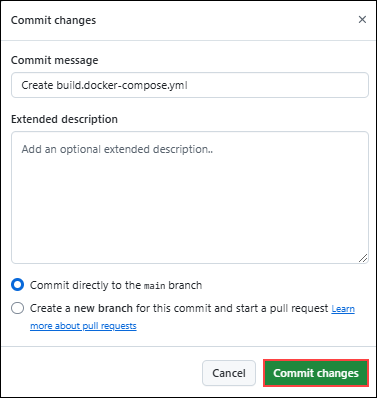 Commit changes
Commit message
Create build.docker-compose.yml
Extended description
Add an optional extended description..
Commit directly to the main branch
Create a new branch for this commit and start a pull request Learn
more about pull requests
Cancel
Commit changes